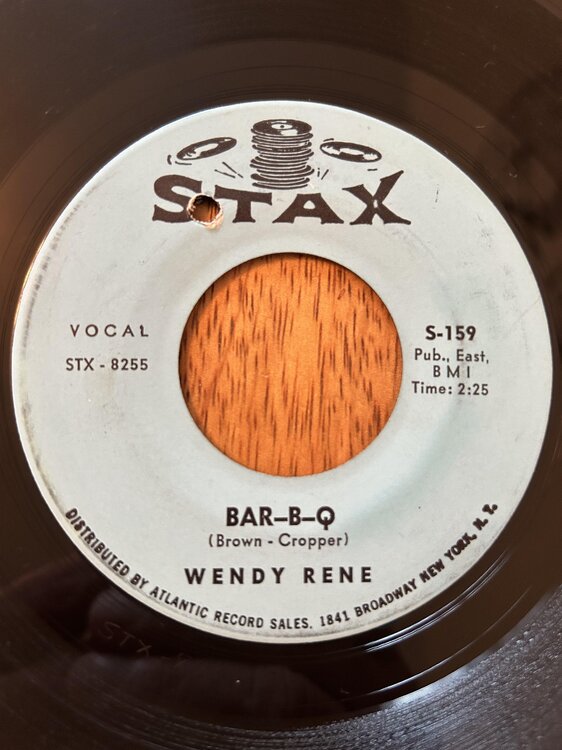 STAX
VOCAL
STX - 8255
S-159
Pub., East,
BMI
Time: 2:25
BAR-B-Q
(Brown - Cropper)
WENDY RENE
DISTRIBUTED BY ATLANTIC RECORD SALES, 1841 BROADWAY NEW YORK, N. Y.
STX